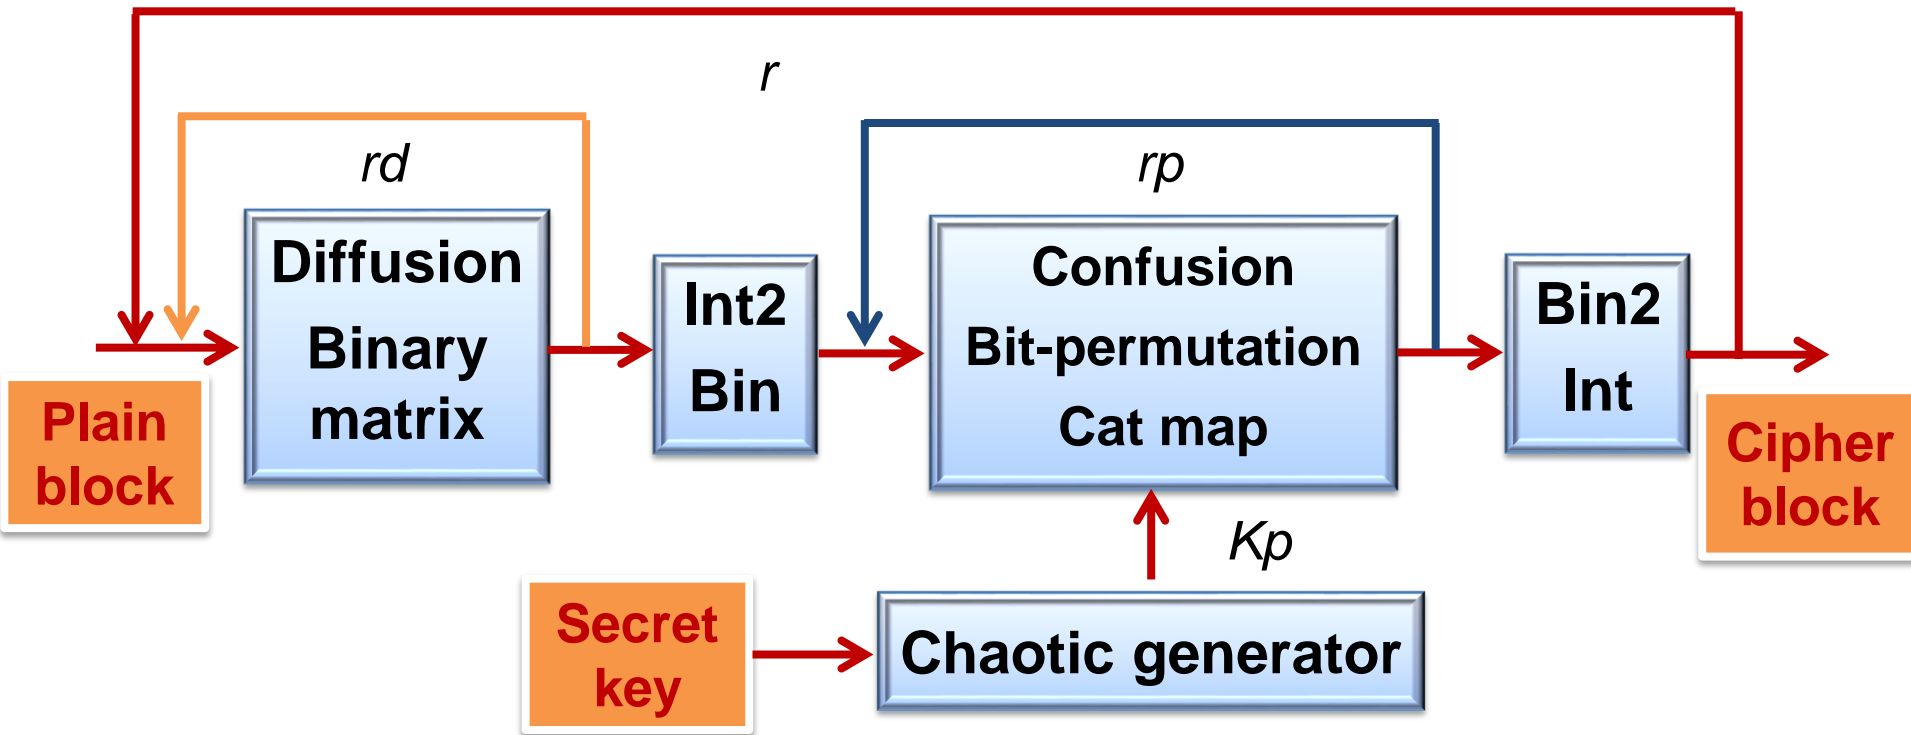 r
rd
rp
Plain
block
Diffusion
Binary
matrix
Int2
Bin
Confusion
Bit-permutation
Cat map
Bin2
Int
Cipher
block
Kp
Secret
key
Chaotic generator